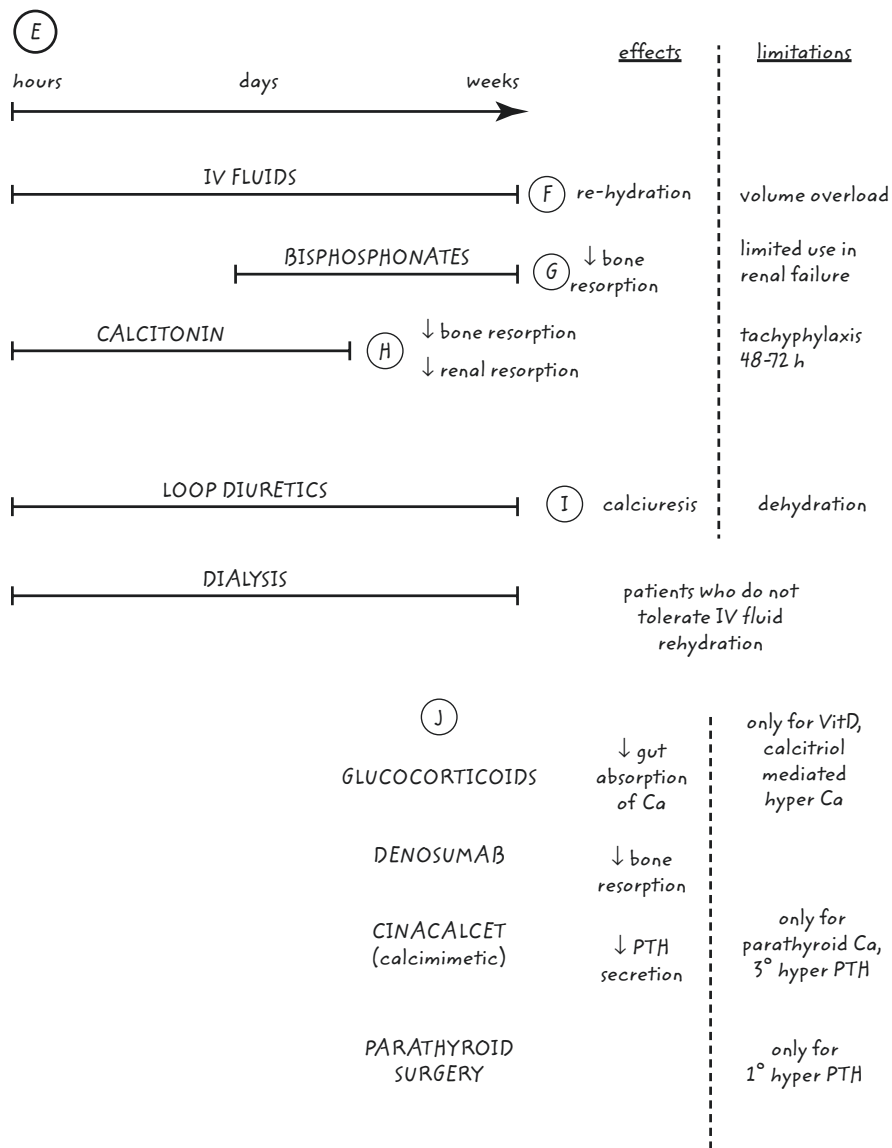 E
effects
limitations
hours days weeks
IV FLUIDS
F re-hydration
volume overload
BISPHOSPHONATES
G ↓ bone
resorption
limited use in
renal failure
CALCITONIN
H ↓ bone resorption
↓ renal resorption
tachyphylaxis
48-72 h
LOOP DIURETICS
I calciuresis
dehydration
DIALYSIS
patients who do not
tolerate IV fluid
rehydration
J
GLUCOCORTICOIDS
↓ gut
absorption
of Ca
only for VitD,
calcitriol
mediated
hyper Ca
DENOSUMAB
↓ bone
resorption
CINACALCET
(calcimimetic)
↓ PTH
secretion
only for
parathyroid Ca,
3° hyper PTH
PARATHYROID
SURGERY
only for
1° hyper PTH